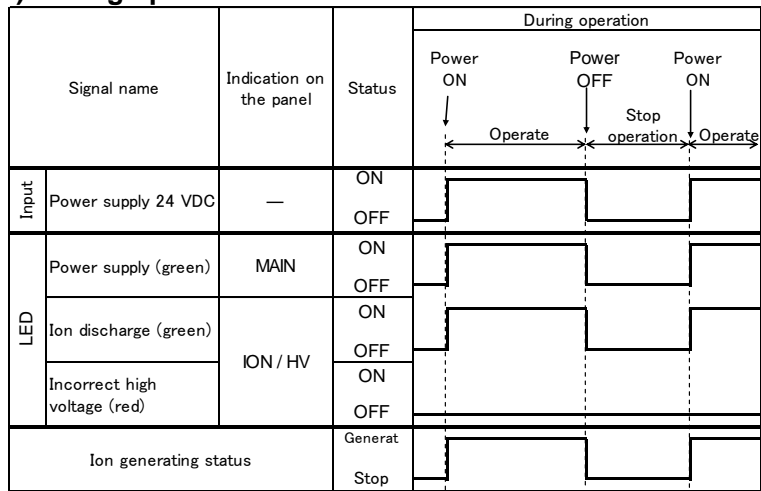 During operation
Signal name
Indication on
the panel
Status
Power
ON
Power
OFF
Power
ON
Operate
Stop
operation
Operate
Input
Power supply 24 VDC
—
ON
OFF
LED
Power supply (green)
MAIN
ON
OFF
Ion discharge (green)
ION / HV
ON
OFF
Incorrect high
voltage (red)
ON
OFF
Ion generating status
Generat
Stop